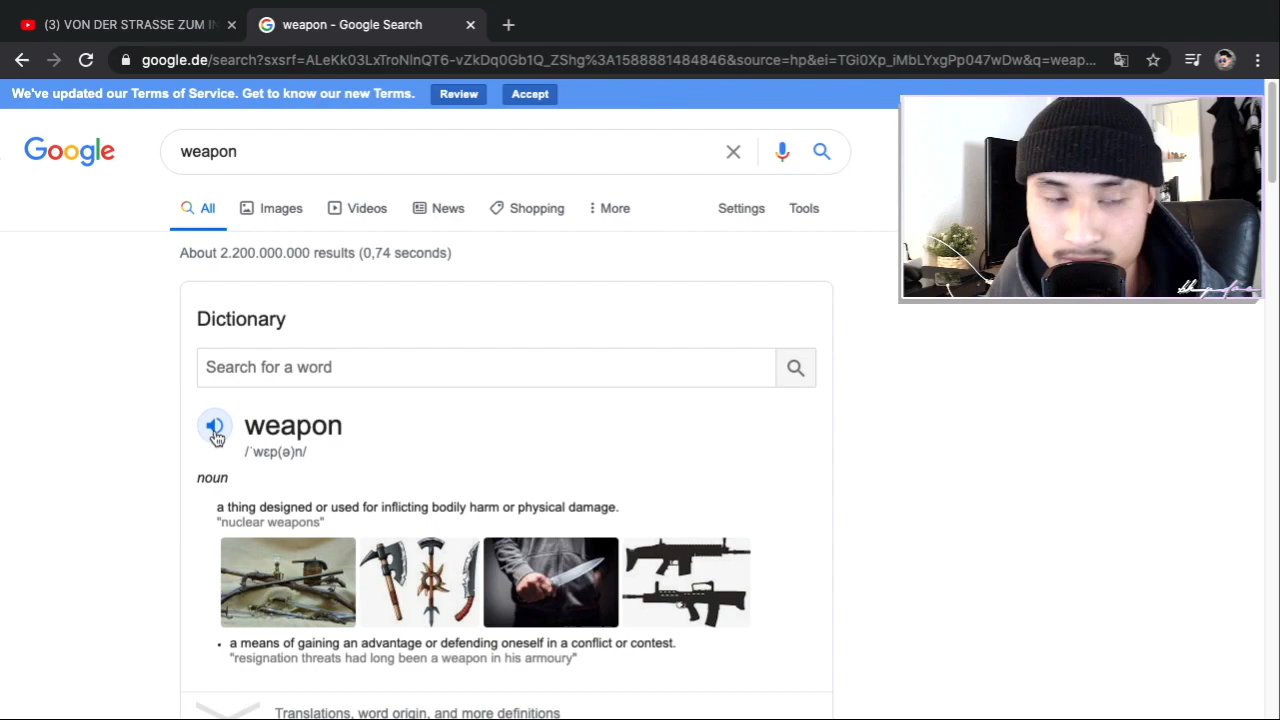 (3) VON DER STRASSE ZUM IN
weapon - Google Search
google.de/search?sxsrf=ALeKk03LxTroNlnQT6-vZkDq0Gb1Q_ZShg%3A1588881484846&source=hp&ei=TGi0Xp_iMbLYxgPp047wDw&q=weap...
We've updated our Terms of Service. Get to know our new Terms. Review Accept
Google
weapon
All Images Videos News Shopping More Settings Tools
About 2.200.000.000 results (0,74 seconds)
Dictionary
Search for a word
weapon
/ˈwɛp(ə)n/
noun
a thing designed or used for inflicting bodily harm or physical damage.
"nuclear weapons"
• a means of gaining an advantage or defending oneself in a conflict or contest.
"resignation threats had long been a weapon in his armoury"
Translations, word origin, and more definitions